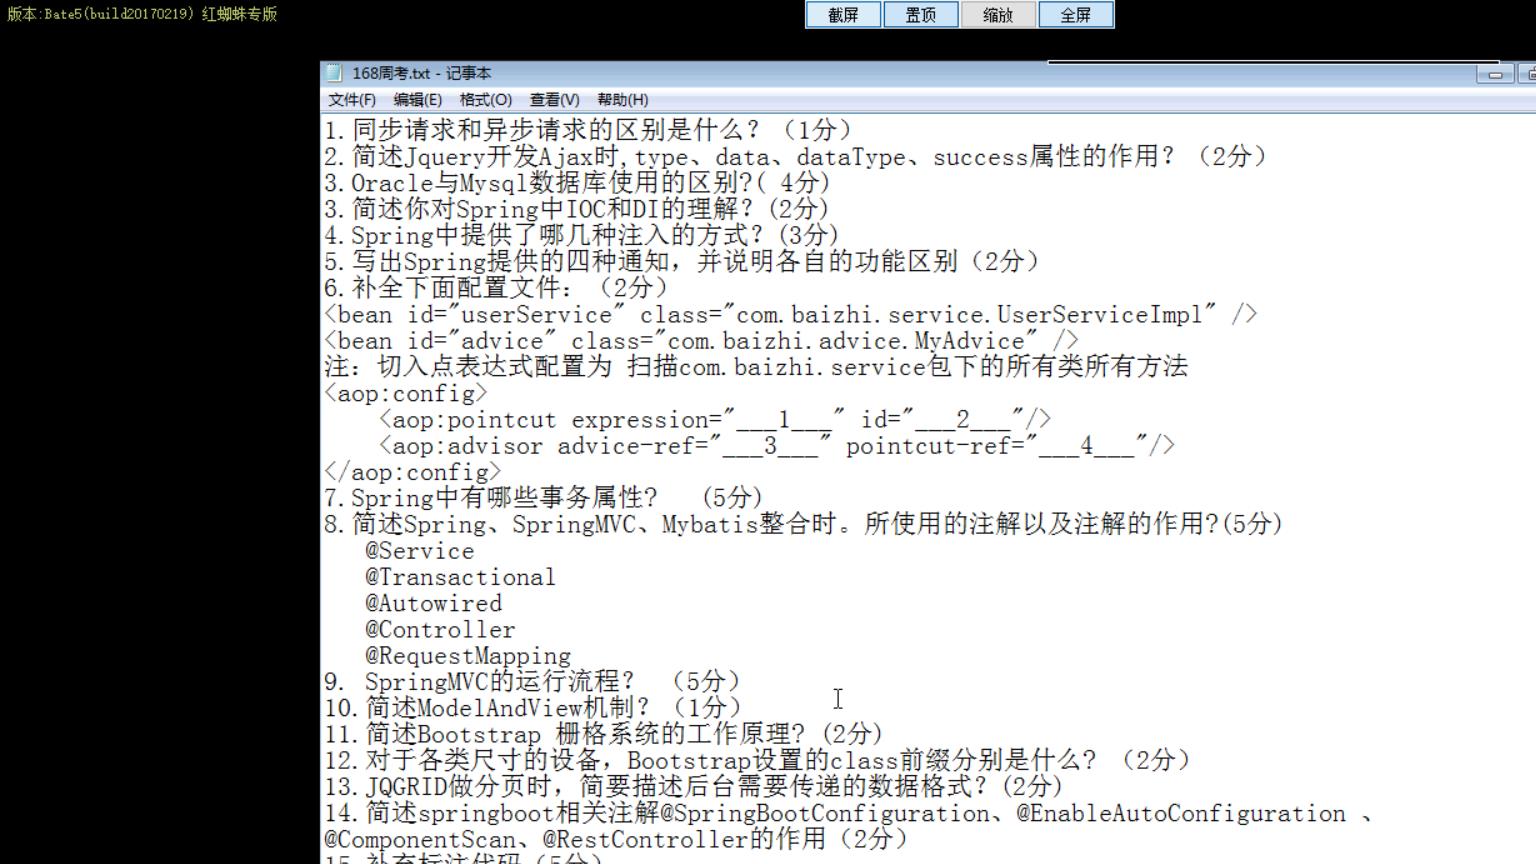 版本:Bate5(build20170219) 红蜘蛛专版
截屏 置顶 缩放 全屏
168周考.txt - 记事本
文件(F) 编辑(E) 格式(O) 查看(V) 帮助(H)
1.同步请求和异步请求的区别是什么？（1分）
2.简述Jquery开发Ajax时,type、data、dataType、success属性的作用？（2分）
3.Oracle与Mysql数据库使用的区别?( 4分)
3.简述你对Spring中IOC和DI的理解？(2分)
4.Spring中提供了哪几种注入的方式？(3分)
5.写出Spring提供的四种通知，并说明各自的功能区别（2分）
6.补全下面配置文件：（2分）
<bean id="userService" class="com.baizhi.service.UserServiceImpl" />
<bean id="advice" class="com.baizhi.advice.MyAdvice" />
注：切入点表达式配置为 扫描com.baizhi.service包下的所有类所有方法
<aop:config>
<aop:pointcut expression="___1___" id="___2___"/>
<aop:advisor advice-ref="___3___" pointcut-ref="___4___"/>
</aop:config>
7.Spring中有哪些事务属性? (5分)
8.简述Spring、SpringMVC、Mybatis整合时。所使用的注解以及注解的作用?(5分)
@Service
@Transactional
@Autowired
@Controller
@RequestMapping
9. SpringMVC的运行流程？（5分）
10.简述ModelAndView机制？（1分）
11.简述Bootstrap 栅格系统的工作原理? (2分)
12.对于各类尺寸的设备，Bootstrap设置的class前缀分别是什么? （2分）
13.JQGRID做分页时，简要描述后台需要传递的数据格式？(2分)
14.简述springboot相关注解@SpringBootConfiguration、@EnableAutoConfiguration 、
@ComponentScan、@RestController的作用（2分）
15.补充标注代码（5分）